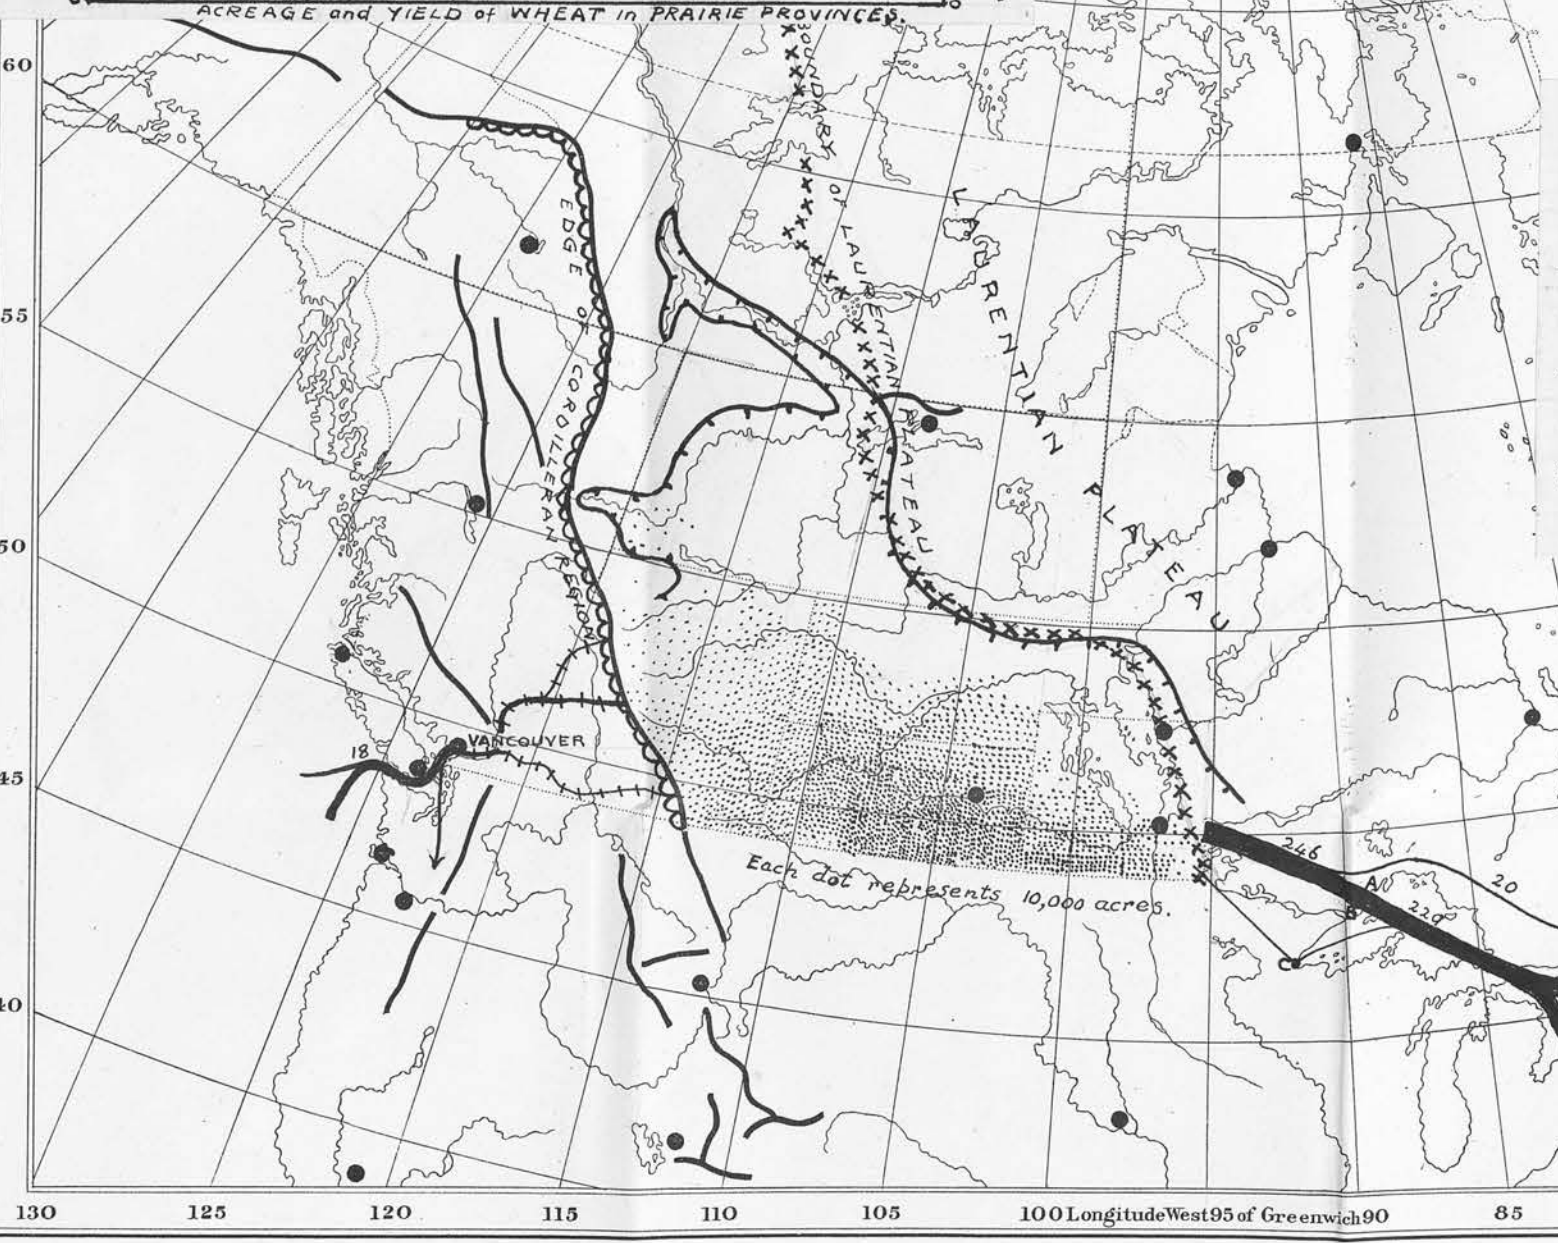 ACREAGE and YIELD of WHEAT in PRAIRIE PROVINCES.
60
55
50
45
40
BOUNDARY OF LAURENTIAN PLATEAU
LAURENTIAN PLATEAU
EDGE OF CORDILLERAN REGION
VANCOUVER
18
Each dot represents 10,000 acres.
246
A
20
B
220
C
130 125 120 115 110 105 100 Longitude West 95 of Greenwich 90 85